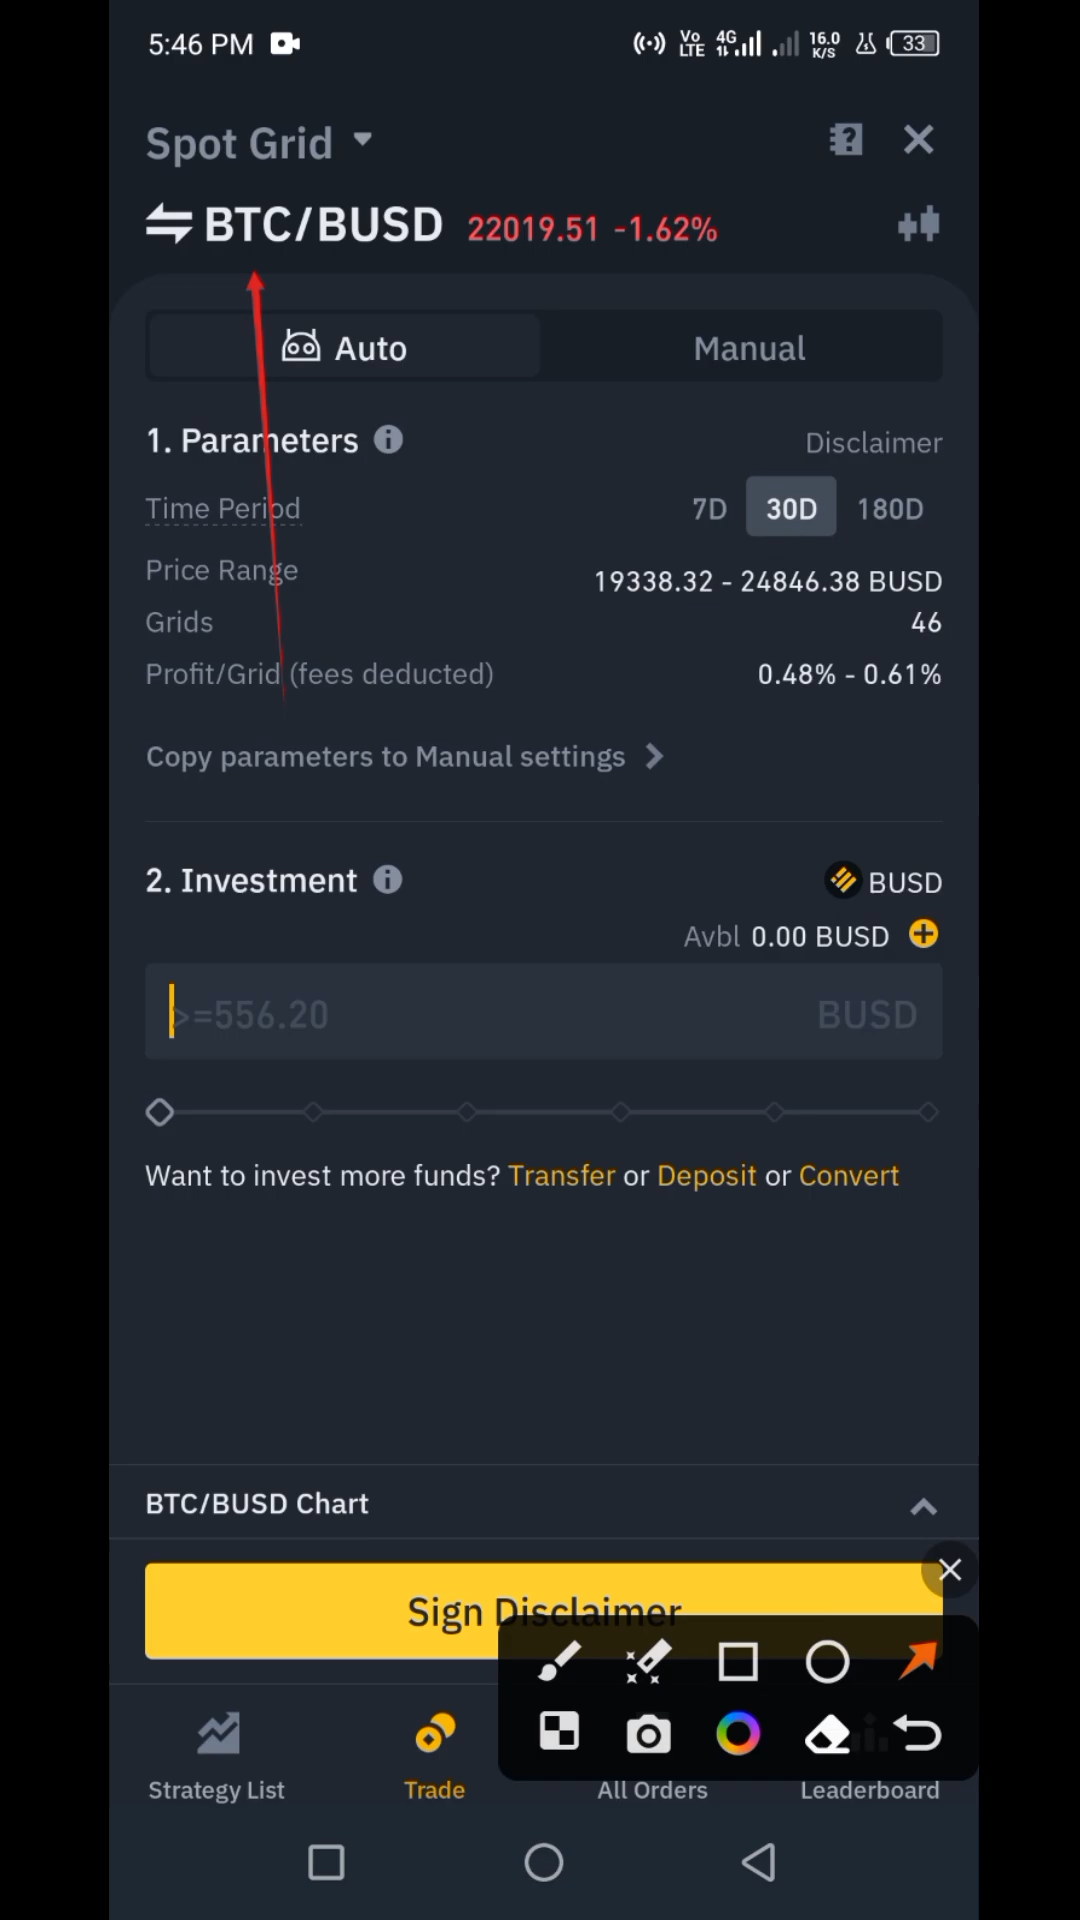 5:46 PM
Vo LTE 4G 16.0 K/S 33
Spot Grid
BTC/BUSD 22019.51 -1.62%
Auto Manual
1. Parameters Disclaimer
Time Period 7D 30D 180D
Price Range 19338.32 - 24846.38 BUSD
Grids 46
Profit/Grid (fees deducted) 0.48% - 0.61%
Copy parameters to Manual settings
2. Investment BUSD
Avbl 0.00 BUSD
>=556.20 BUSD
Want to invest more funds? Transfer or Deposit or Convert
BTC/BUSD Chart
Sign Disclaimer
Strategy List Trade All Orders Leaderboard